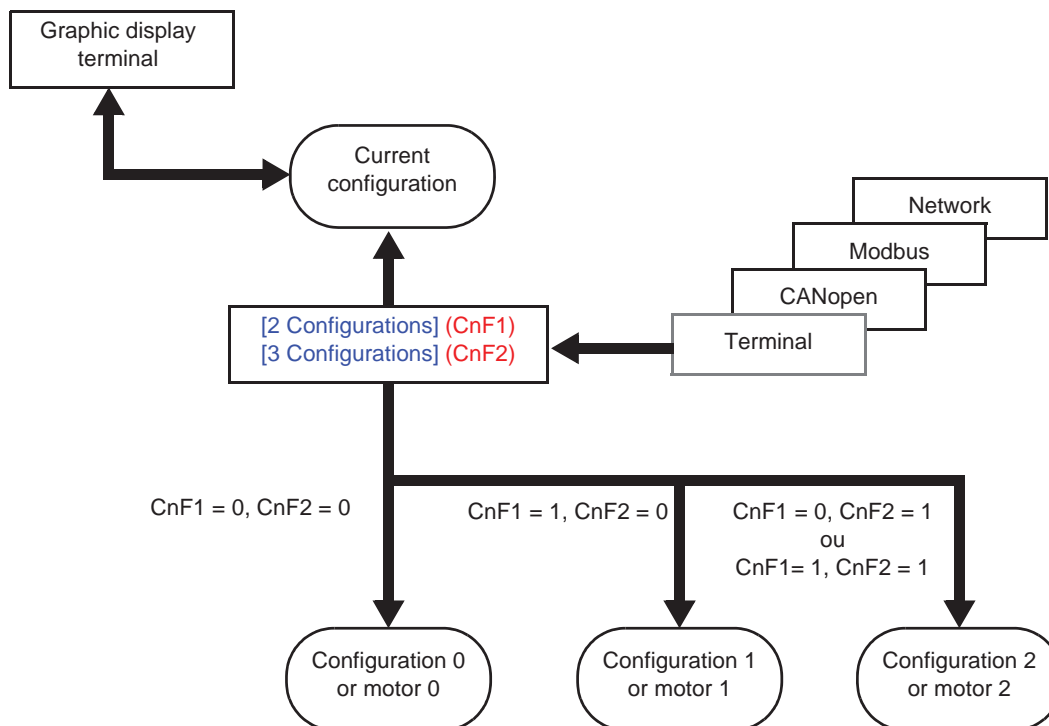 Graphic display
terminal
Current
configuration
Network
Modbus
CANopen
Terminal
[2 Configurations] (CnF1)
[3 Configurations] (CnF2)
CnF1 = 0, CnF2 = 0
CnF1 = 1, CnF2 = 0
CnF1 = 0, CnF2 = 1
ou
CnF1= 1, CnF2 = 1
Configuration 0
or motor 0
Configuration 1
or motor 1
Configuration 2
or motor 2